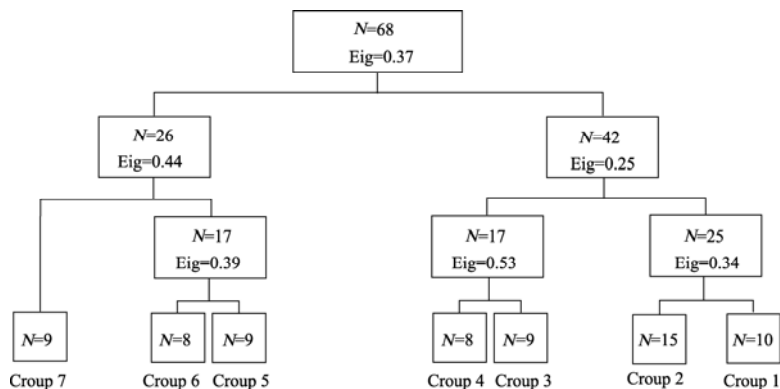 N=68
Eig=0.37
N=26
Eig=0.44
N=42
Eig=0.25
N=17
Eig=0.39
N=17
Eig=0.53
N=25
Eig=0.34
N=9
N=8
N=9
N=8
N=9
N=15
N=10
Croup 7
Croup 6
Croup 5
Croup 4
Croup 3
Croup 2
Croup 1